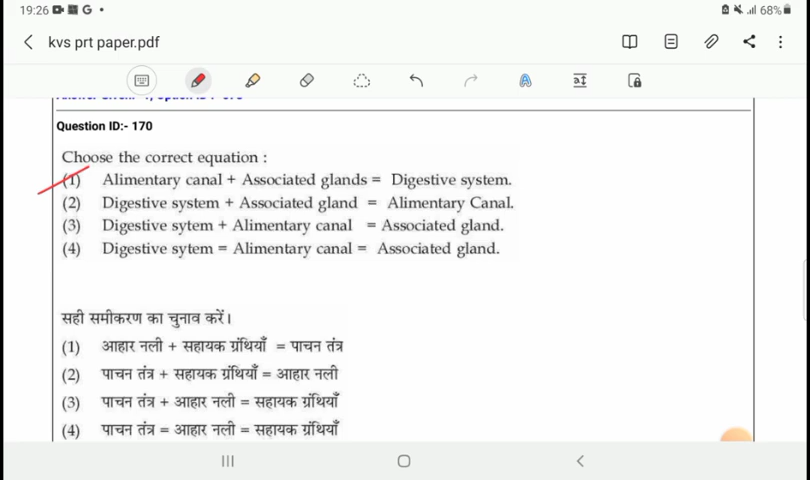 19:26 G 68%
kvs prt paper.pdf
Question ID:- 170
Choose the correct equation :
(1) Alimentary canal + Associated glands = Digestive system.
(2) Digestive system + Associated gland = Alimentary Canal.
(3) Digestive sytem + Alimentary canal = Associated gland.
(4) Digestive sytem = Alimentary canal = Associated gland.
सही समीकरण का चुनाव करें।
(1) आहार नली + सहायक ग्रंथियाँ = पाचन तंत्र
(2) पाचन तंत्र + सहायक ग्रंथियाँ = आहार नली
(3) पाचन तंत्र + आहार नली = सहायक ग्रंथियाँ
(4) पाचन तंत्र = आहार नली = सहायक ग्रंथियाँ